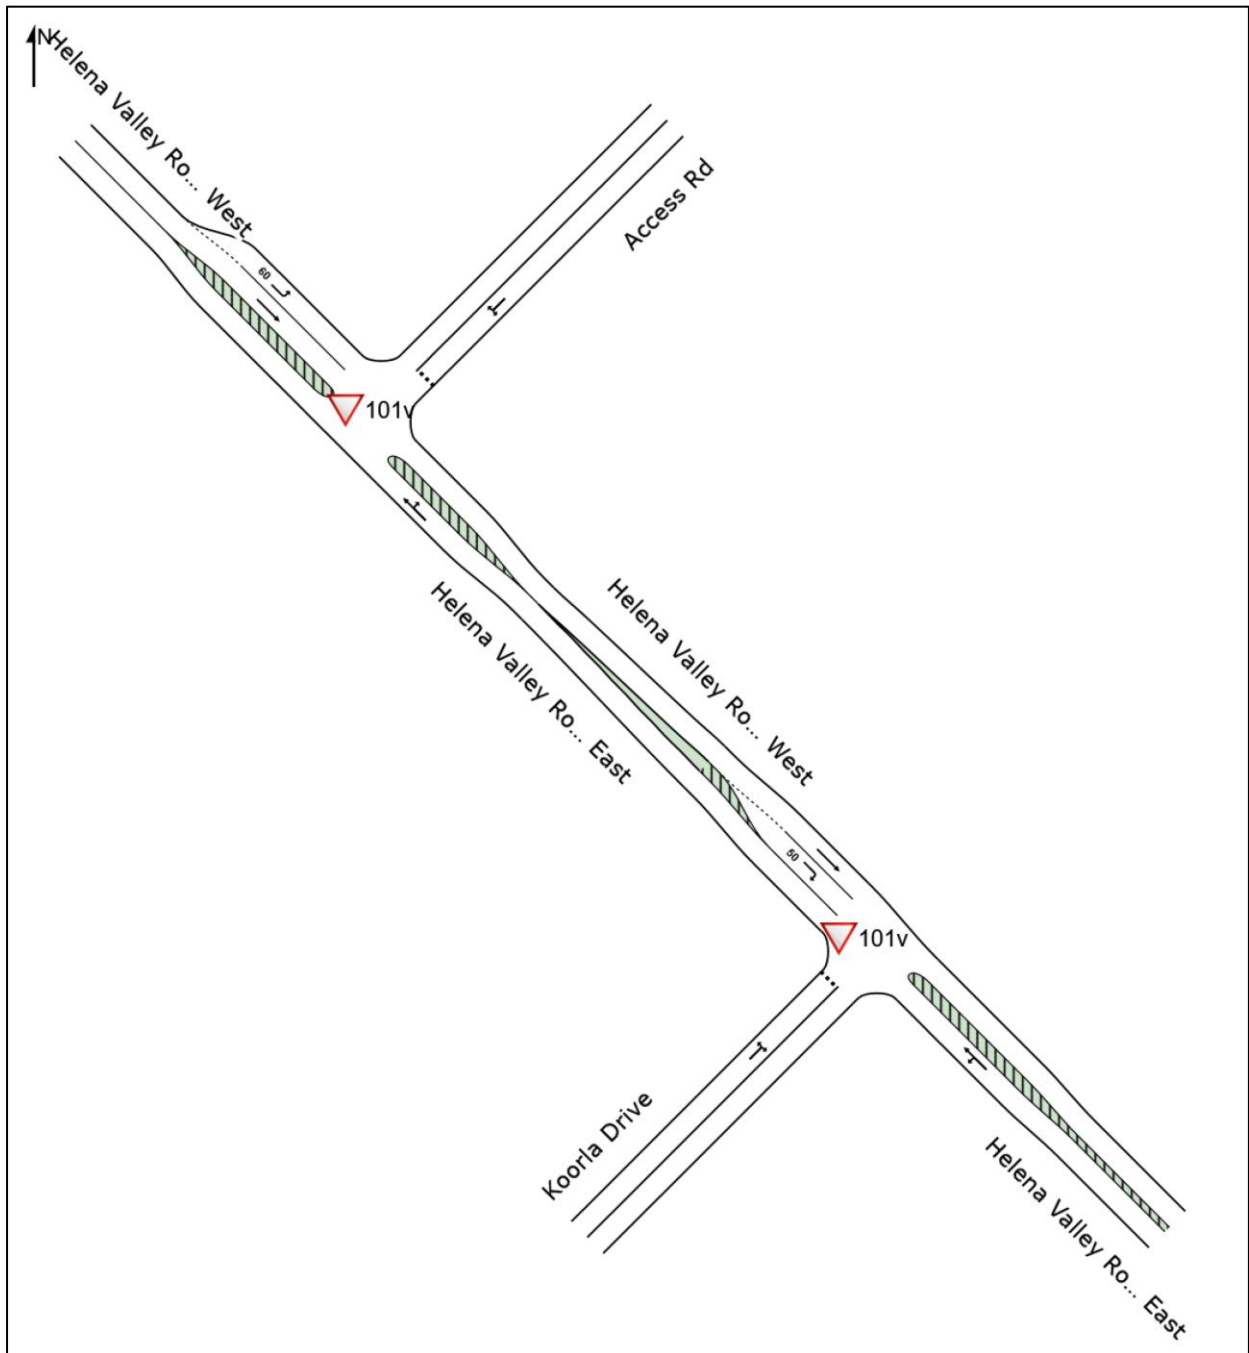 N
Helena Valley Ro... West
Access Rd
60
101v
Helena Valley Ro... East
Helena Valley Ro... West
50
101v
Koorla Drive
Helena Valley Ro... East